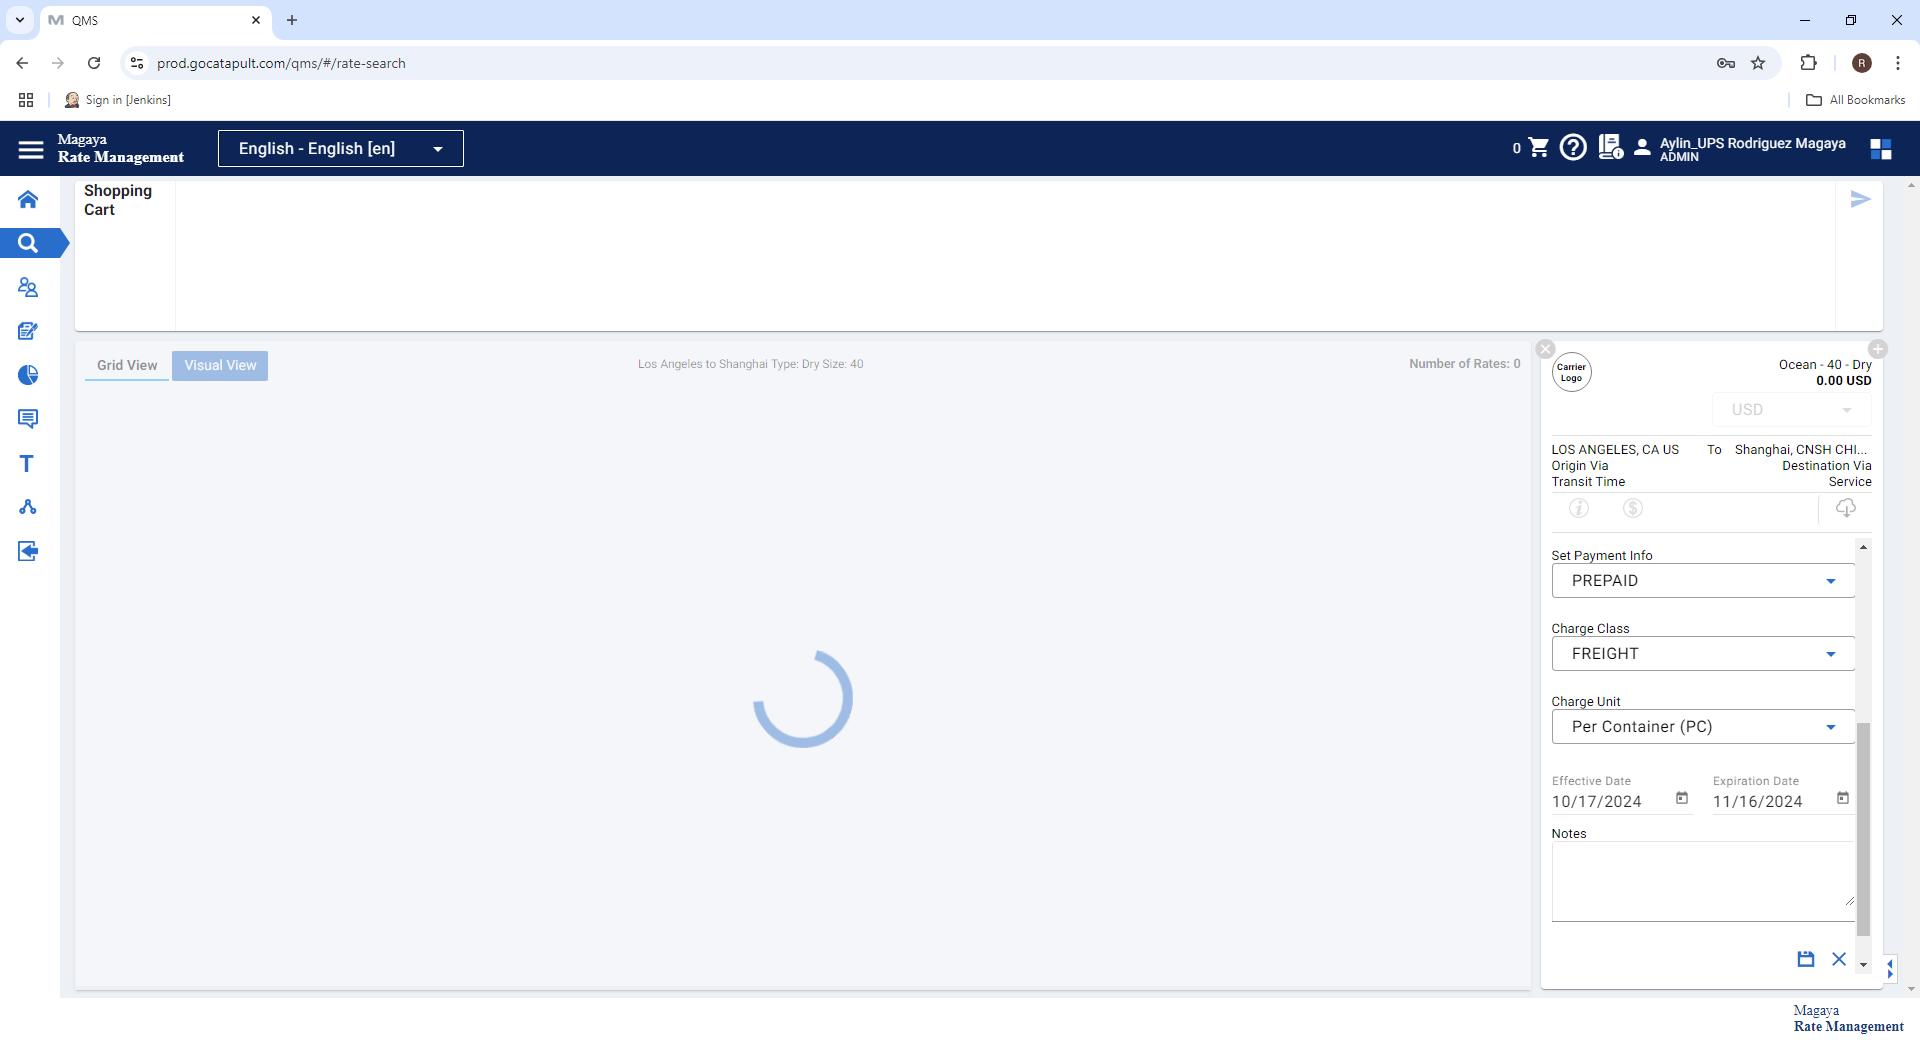 QMS
prod.gocatapult.com/qms/#/rate-search
R
Sign in [Jenkins]
All Bookmarks
Magaya
Rate Management
English - English [en]
0
Aylin_UPS Rodriguez Magaya
ADMIN
Shopping
Cart
Grid View
Visual View
Los Angeles to Shanghai Type: Dry Size: 40
Number of Rates: 0
Carrier
Logo
Ocean - 40 - Dry
0.00 USD
USD
LOS ANGELES, CA US To Shanghai, CNSH CHI...
Origin Via Destination Via
Transit Time Service
Set Payment Info
PREPAID
Charge Class
FREIGHT
Charge Unit
Per Container (PC)
Effective Date Expiration Date
10/17/2024 11/16/2024
Notes
Magaya
Rate Management